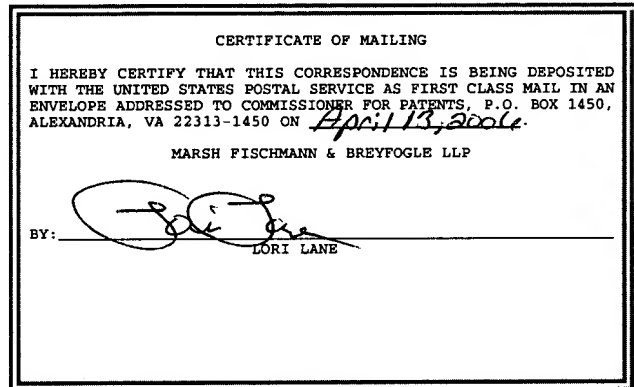 CERTIFICATE OF MAILING
I HEREBY CERTIFY THAT THIS CORRESPONDENCE IS BEING DEPOSITED
WITH THE UNITED STATES POSTAL SERVICE AS FIRST CLASS MAIL IN AN
ENVELOPE ADDRESSED TO COMMISSIONER FOR PATENTS, P.O. BOX 1450,
ALEXANDRIA, VA 22313-1450 ON April 13, 2006.
MARSH FISCHMANN & BREYFOGLE LLP
BY: Lori Lane
LORI LANE